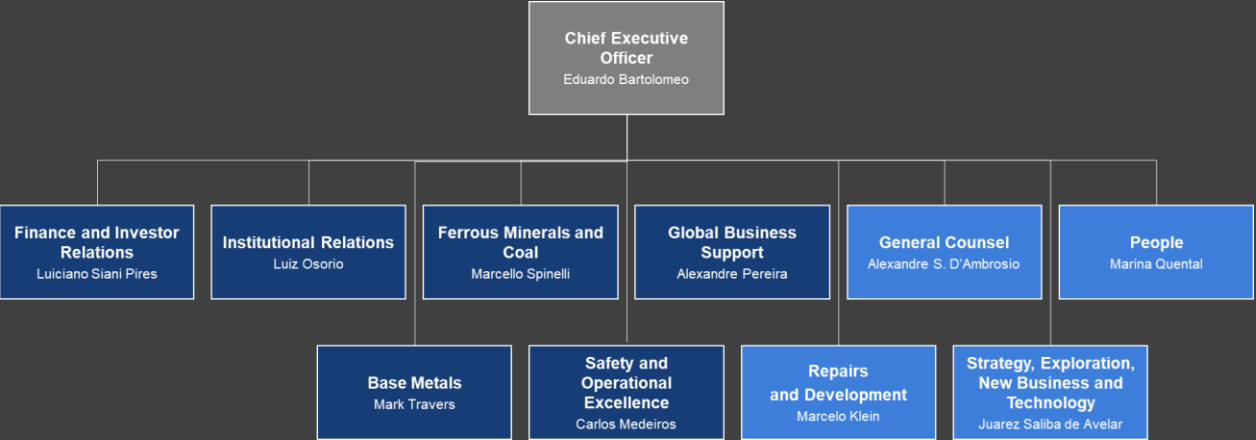 Chief Executive
Officer
Eduardo Bartolomeo
Finance and Investor
Relations
Luiciano Siani Pires
Institutional Relations
Luiz Osorio
Ferrous Minerals and
Coal
Marcello Spinelli
Global Business
Support
Alexandre Pereira
General Counsel
Alexandre S. D'Ambrosio
People
Marina Quental
Base Metals
Mark Travers
Safety and
Operational
Excellence
Carlos Medeiros
Repairs
and Development
Marcelo Klein
Strategy, Exploration,
New Business and
Technology
Juarez Saliba de Avelar